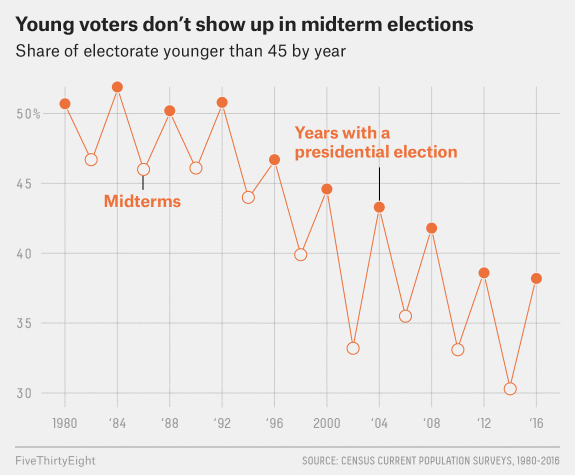 Young voters don’t show up in midterm elections
Share of electorate younger than 45 by year
50%
Years with a
presidential election
45
Midterms
40
35
30
1980 ’84 ’88 ’92 ’96 2000 ’04 ’08 ’12 ’16
FiveThirtyEight SOURCE: CENSUS CURRENT POPULATION SURVEYS, 1980-2016